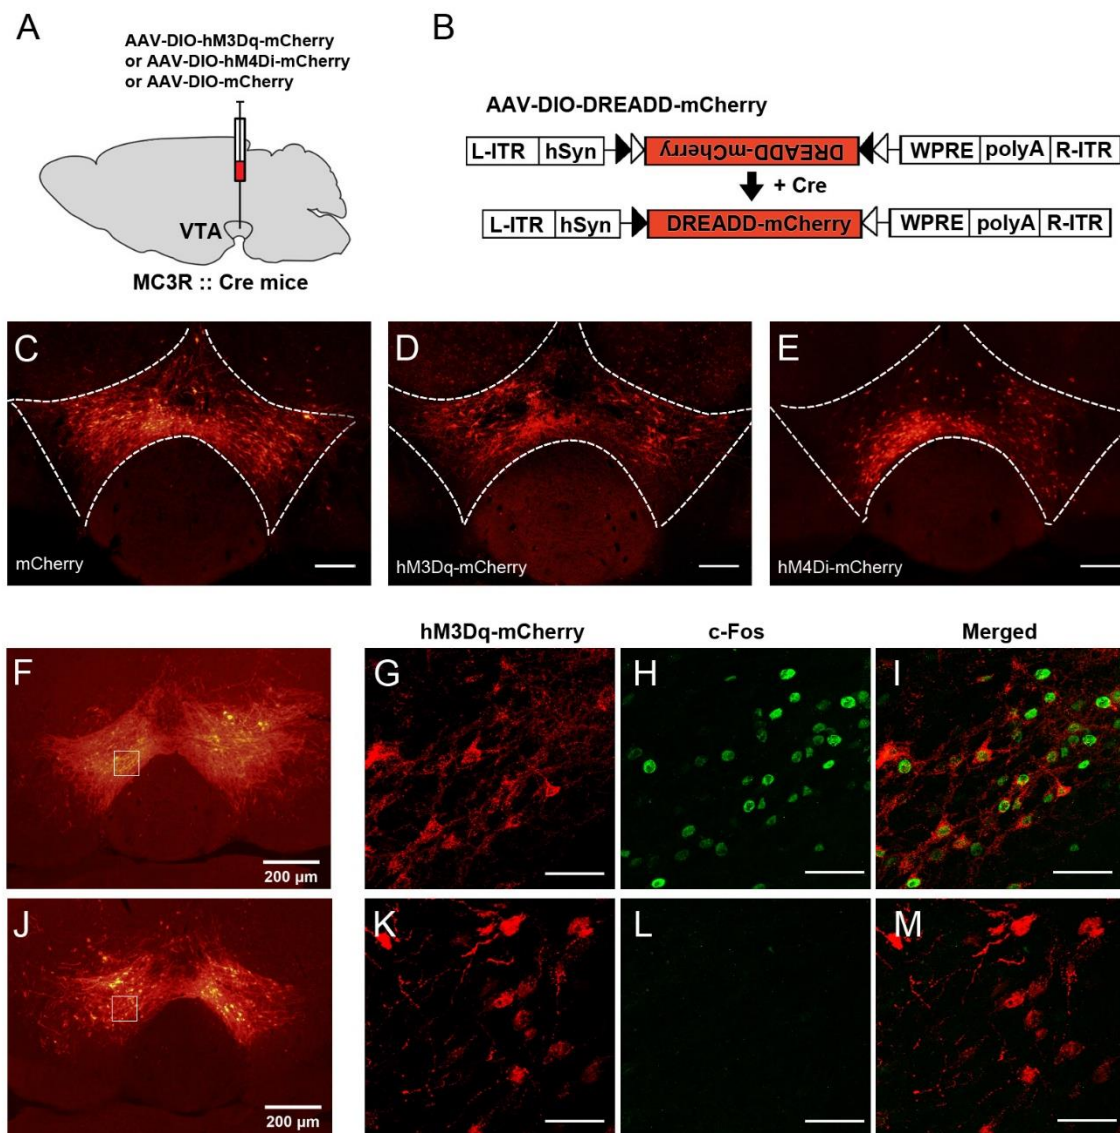 A
AAV-DIO-hM3Dq-mCherry
or AAV-DIO-hM4Di-mCherry
or AAV-DIO-mCherry
VTA
MC3R :: Cre mice
B
AAV-DIO-DREADD-mCherry
L-ITR hSyn DREADD-mCherry WPRE polyA R-ITR
+ Cre
L-ITR hSyn DREADD-mCherry WPRE polyA R-ITR
C
mCherry
D
hM3Dq-mCherry
E
hM4Di-mCherry
hM3Dq-mCherry c-Fos Merged
F
200 µm
G
H
I
J
200 µm
K
L
M